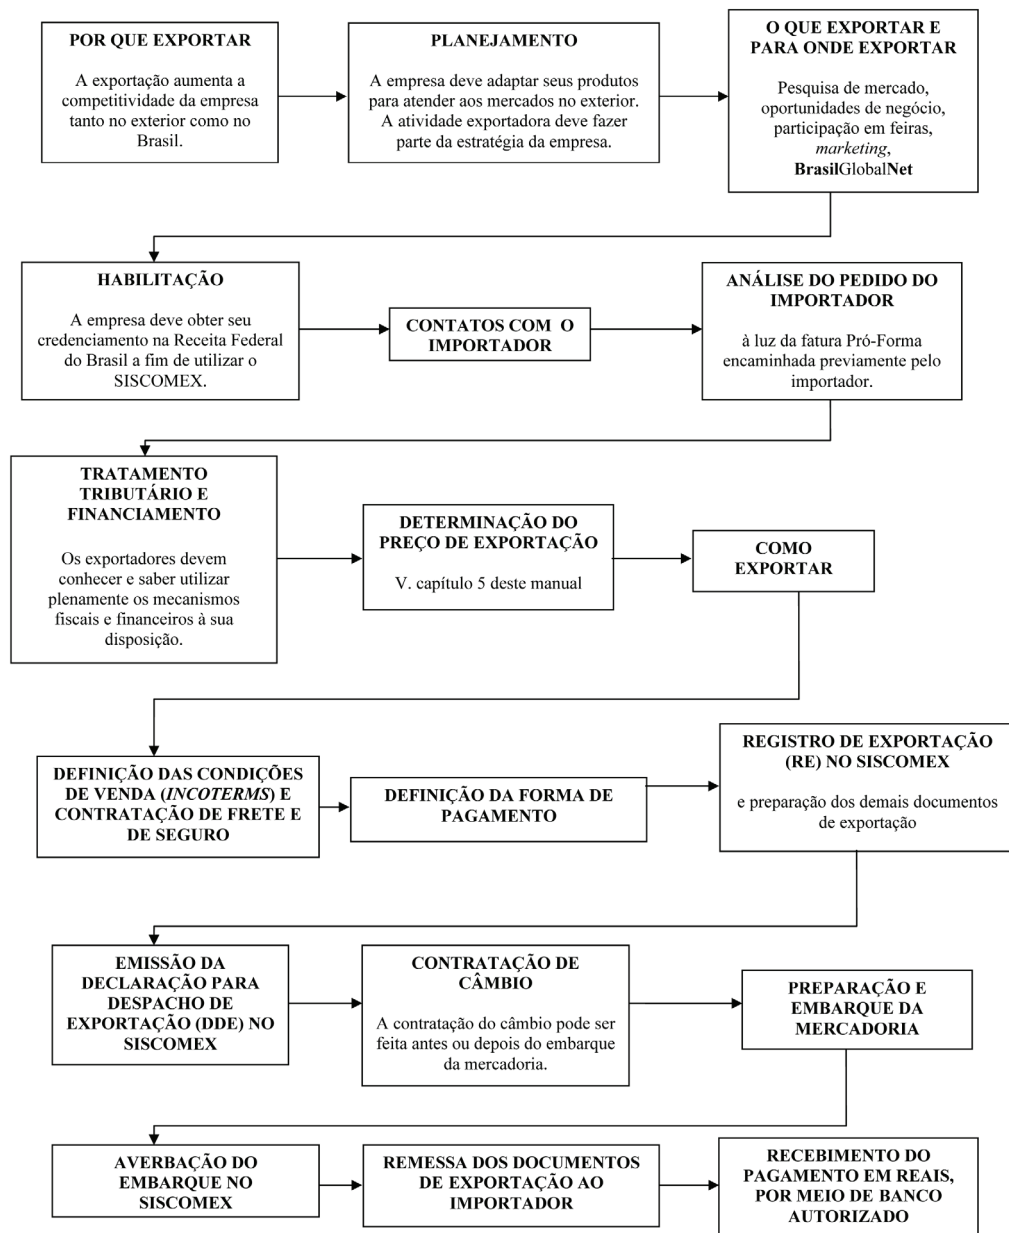 POR QUE EXPORTAR
A exportação aumenta a
competitividade da empresa
tanto no exterior como no
Brasil.
PLANEJAMENTO
A empresa deve adaptar seus produtos
para atender aos mercados no exterior.
A atividade exportadora deve fazer
parte da estratégia da empresa.
O QUE EXPORTAR E
PARA ONDE EXPORTAR
Pesquisa de mercado,
oportunidades de negócio,
participação em feiras,
marketing,
BrasilGlobalNet
HABILITAÇÃO
A empresa deve obter seu
credenciamento na Receita Federal
do Brasil a fim de utilizar o
SISCOMEX.
CONTATOS COM O
IMPORTADOR
ANÁLISE DO PEDIDO DO
IMPORTADOR
à luz da fatura Pró-Forma
encaminhada previamente pelo
importador.
TRATAMENTO
TRIBUTÁRIO E
FINANCIAMENTO
Os exportadores devem
conhecer e saber utilizar
plenamente os mecanismos
fiscais e financeiros à sua
disposição.
DETERMINAÇÃO DO
PREÇO DE EXPORTAÇÃO
V. capítulo 5 deste manual
COMO
EXPORTAR
DEFINIÇÃO DAS CONDIÇÕES
DE VENDA (INCOTERMS) E
CONTRATAÇÃO DE FRETE E
DE SEGURO
DEFINIÇÃO DA FORMA DE
PAGAMENTO
REGISTRO DE EXPORTAÇÃO
(RE) NO SISCOMEX
e preparação dos demais documentos
de exportação
EMISSÃO DA
DECLARAÇÃO PARA
DESPACHO DE
EXPORTAÇÃO (DDE) NO
SISCOMEX
CONTRATAÇÃO DE
CÂMBIO
A contratação do câmbio pode ser
feita antes ou depois do embarque
da mercadoria.
PREPARAÇÃO E
EMBARQUE DA
MERCADORIA
AVERBAÇÃO DO
EMBARQUE NO
SISCOMEX
REMESSA DOS DOCUMENTOS
DE EXPORTAÇÃO AO
IMPORTADOR
RECEBIMENTO DO
PAGAMENTO EM REAIS,
POR MEIO DE BANCO
AUTORIZADO